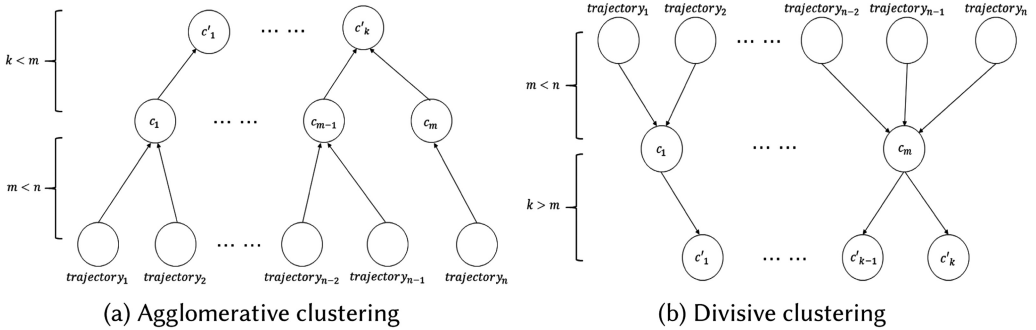 c'₁ ... ... c'ₖ
k < m
c₁ ... ... cₘ₋₁ cₘ
m < n
... ...
trajectory₁ trajectory₂ trajectoryₙ₋₂ trajectoryₙ₋₁ trajectoryₙ
(a) Agglomerative clustering
trajectory₁ trajectory₂ trajectoryₙ₋₂ trajectoryₙ₋₁ trajectoryₙ
... ...
m < n
c₁ ... ... cₘ
k > m
c'₁ ... ... c'ₖ₋₁ c'ₖ
(b) Divisive clustering